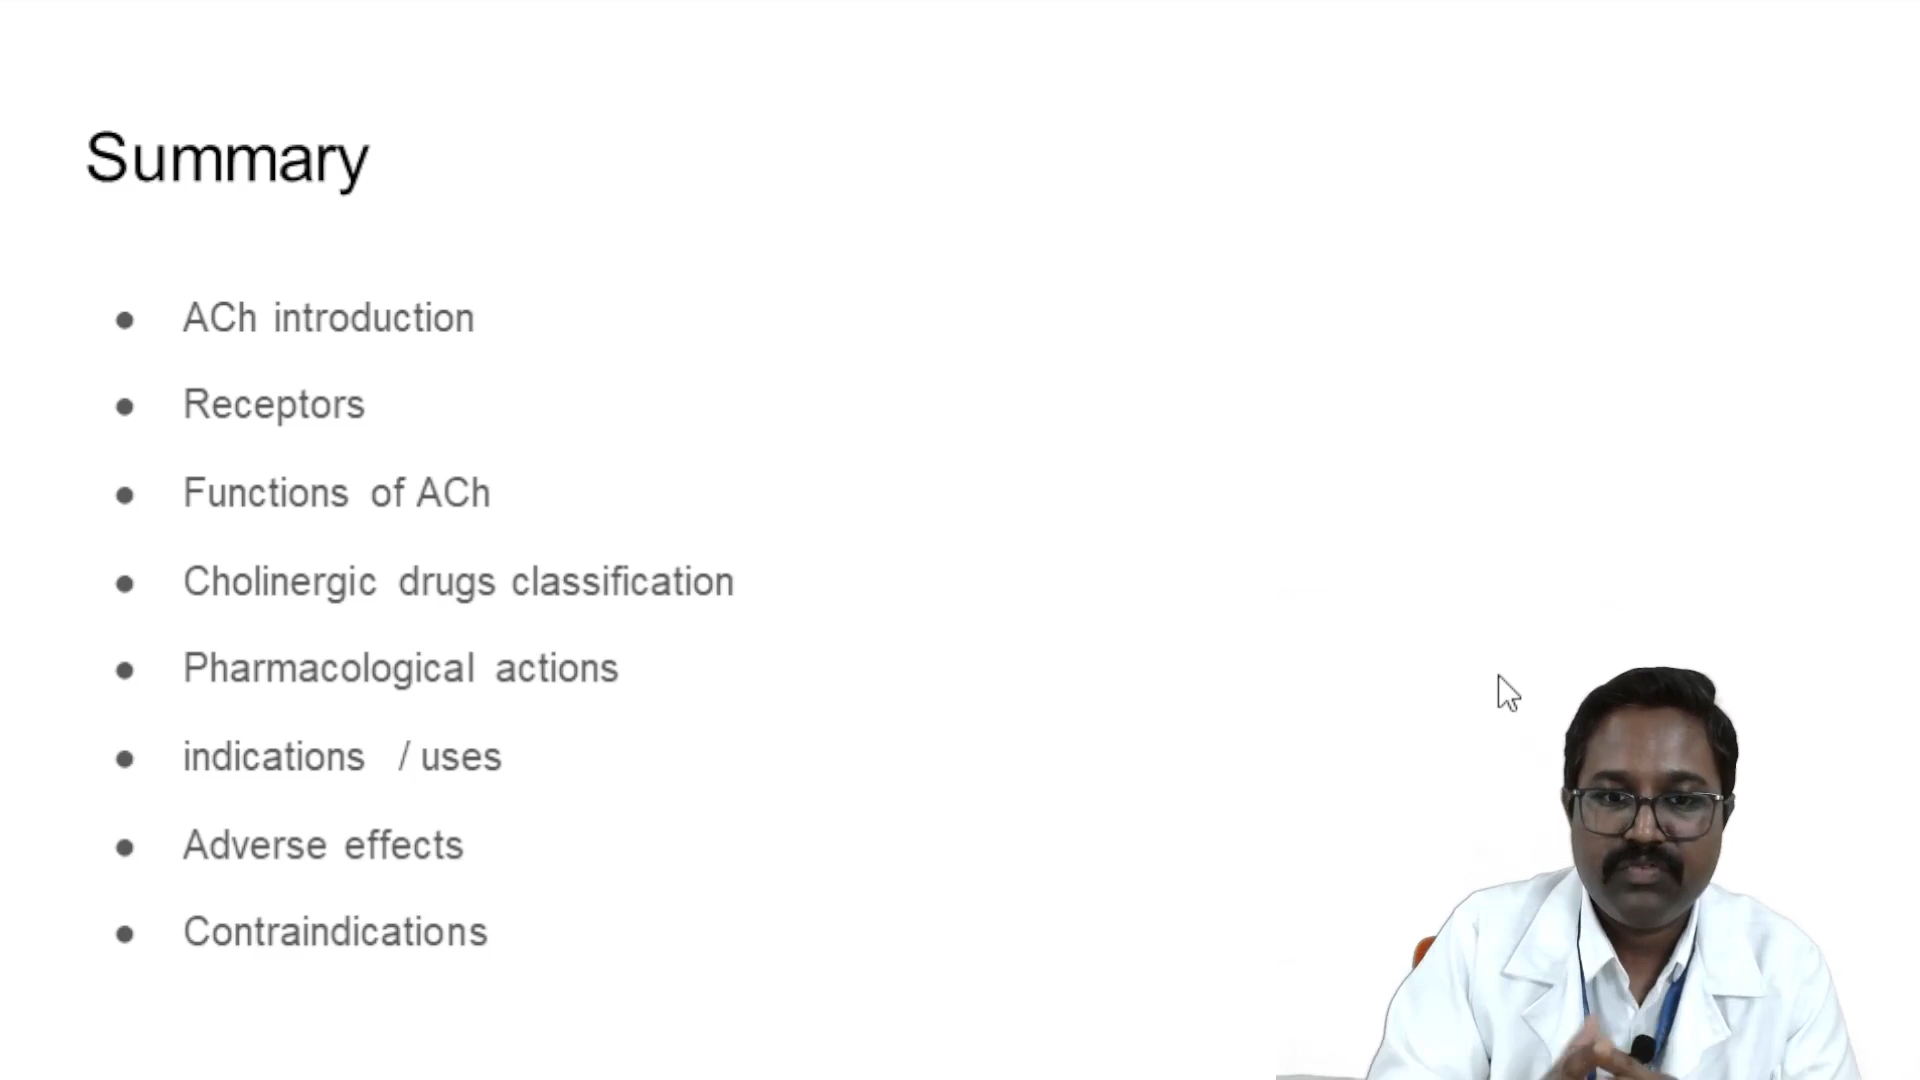 Summary
● ACh introduction
● Receptors
● Functions of ACh
● Cholinergic drugs classification
● Pharmacological actions
● indications / uses
● Adverse effects
● Contraindications